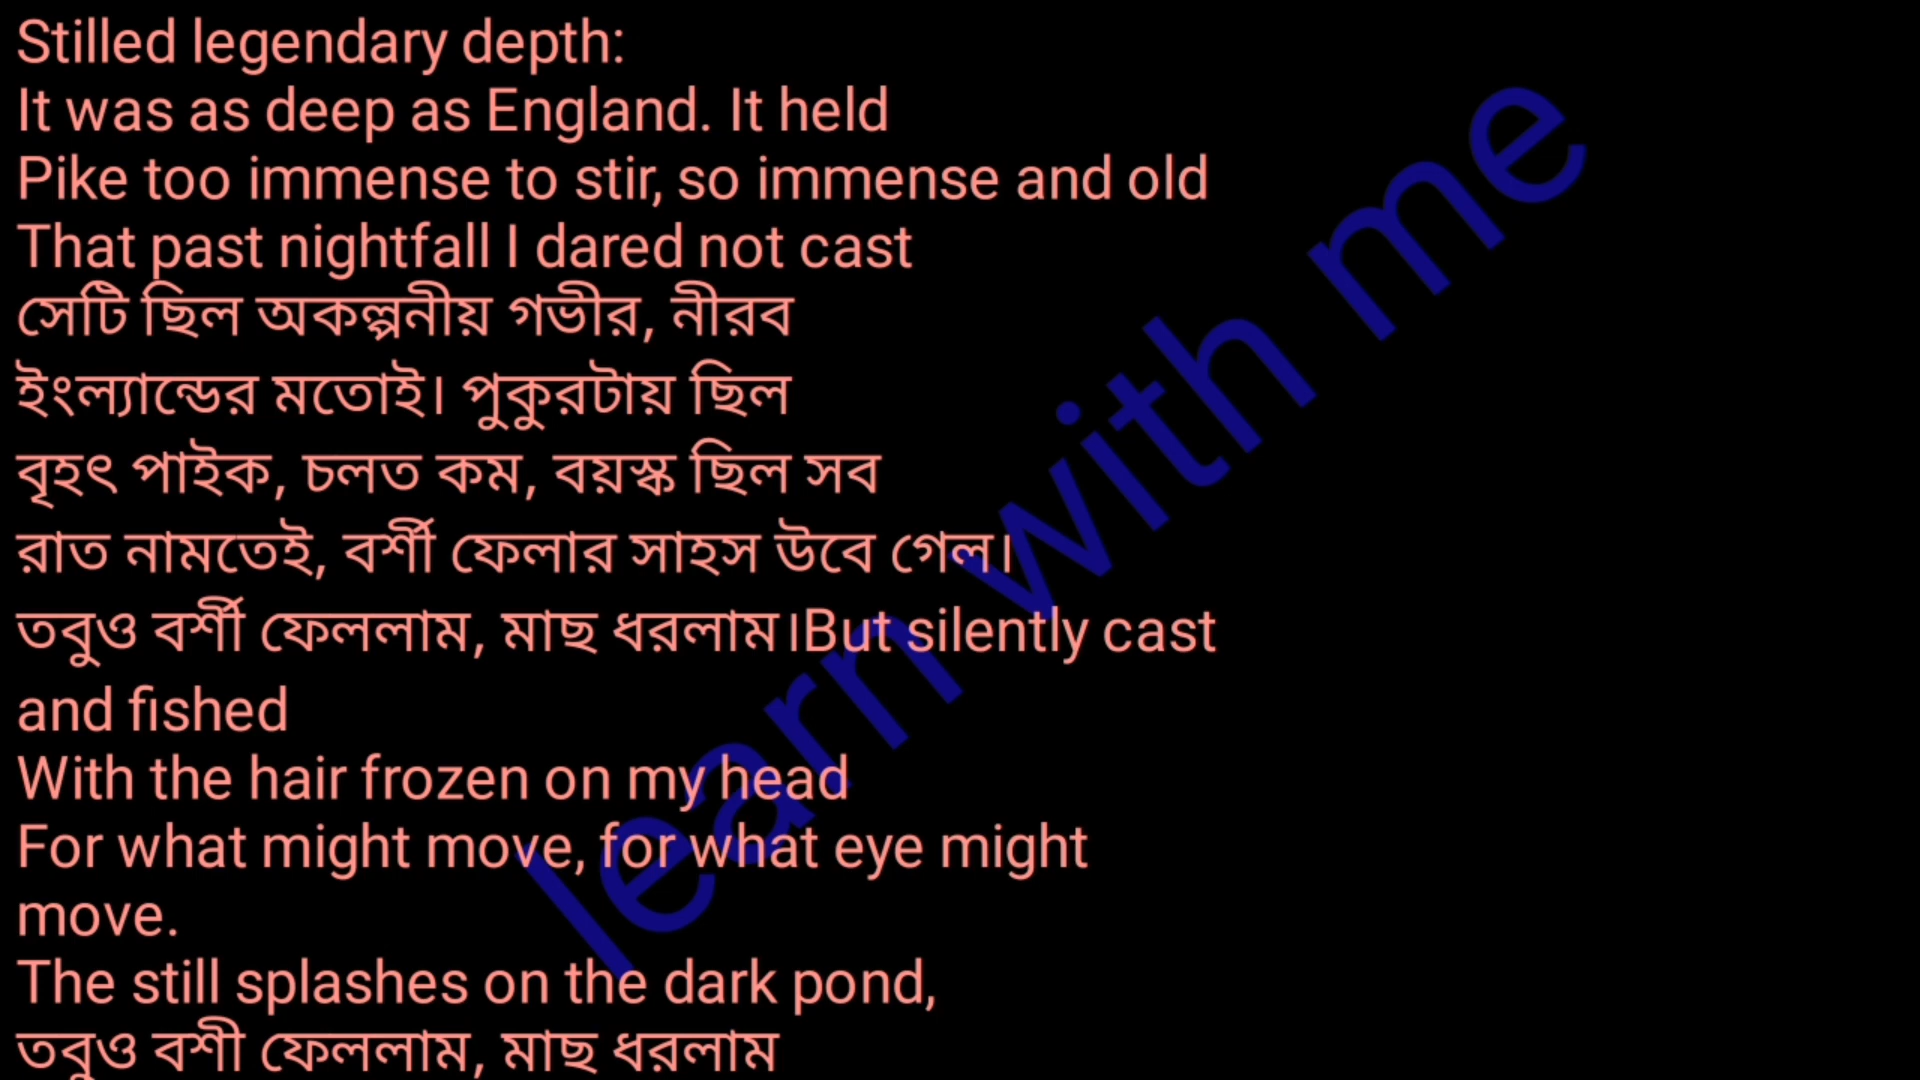 Stilled legendary depth:
It was as deep as England. It held
Pike too immense to stir, so immense and old
That past nightfall I dared not cast
সেটি ছিল অকল্পনীয় গভীর, নীরব
ইংল্যান্ডের মতোই। পুকুরটায় ছিল
বৃহৎ পাইক, চলত কম, বয়স্ক ছিল সব
রাত নামতেই, বর্শী ফেলার সাহস উবে গেল।
তবুও বর্শী ফেললাম, মাছ ধরলাম।But silently cast
and fished
With the hair frozen on my head
For what might move, for what eye might
move.
The still splashes on the dark pond,
তবুও বর্শী ফেললাম, মাছ ধরলাম
learn with me